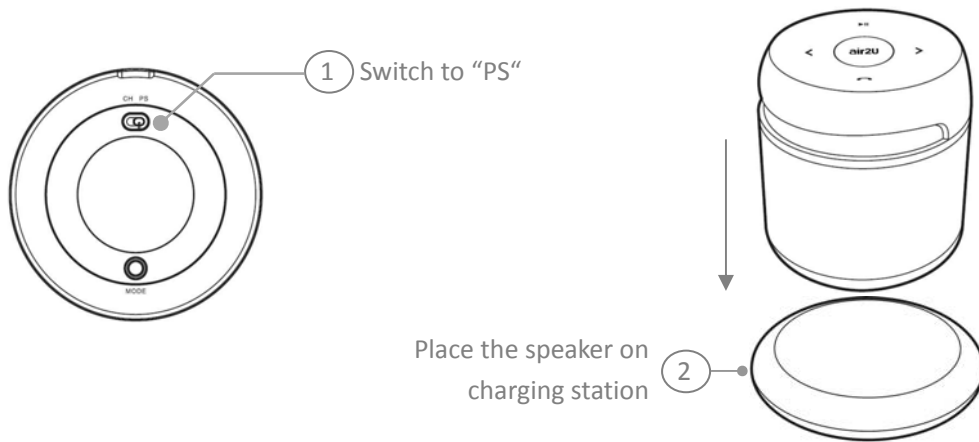 1 Switch to “PS“
CH PS
MODE
air2U
Place the speaker on
charging station
2